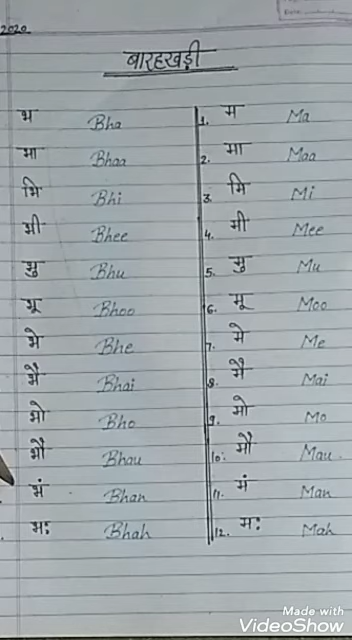 2020
बारहखड़ी
भ Bha 1. म Ma
भा Bhaa 2. मा Maa
भि Bhi 3. मि Mi
भी Bhee 4. मी Mee
भु Bhu 5. मु Mu
भू Bhoo 6. मू Moo
भे Bhe 7. मे Me
भै Bhai 8. मै Mai
भो Bho 9. मो Mo
भौ Bhau 10. मौ Mau
भं Bhan 11. मं Man
भः Bhah 12. मः Mah
Made with
VideoShow